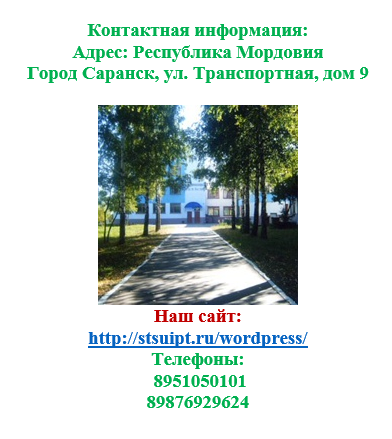 Контактная информация:
Адрес: Республика Мордовия
Город Саранск, ул. Транспортная, дом 9
Наш сайт:
http://stsuipt.ru/wordpress/
Телефоны:
8951050101
89876929624